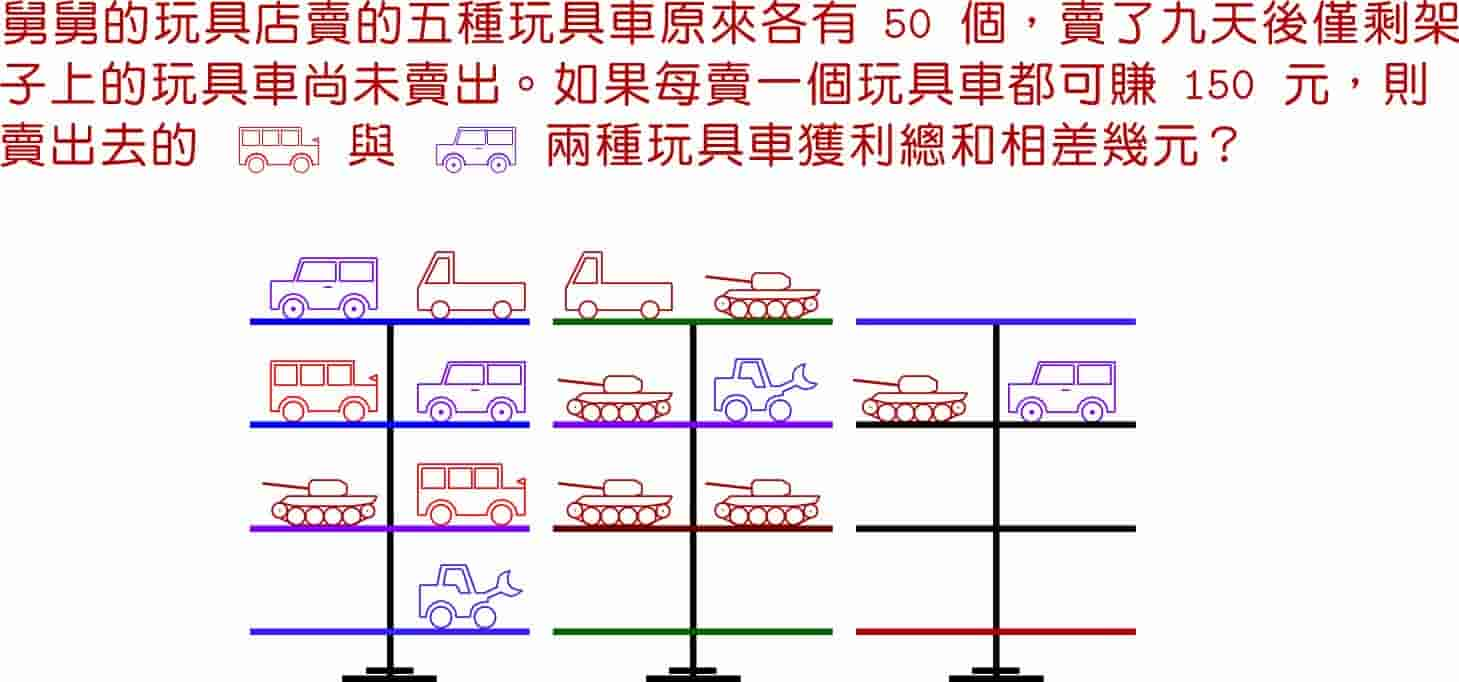 舅舅的玩具店賣的五種玩具車原來各有 50 個，賣了九天後僅剩架
子上的玩具車尚未賣出。如果每賣一個玩具車都可賺 150 元，則
賣出去的 與 兩種玩具車獲利總和相差幾元？